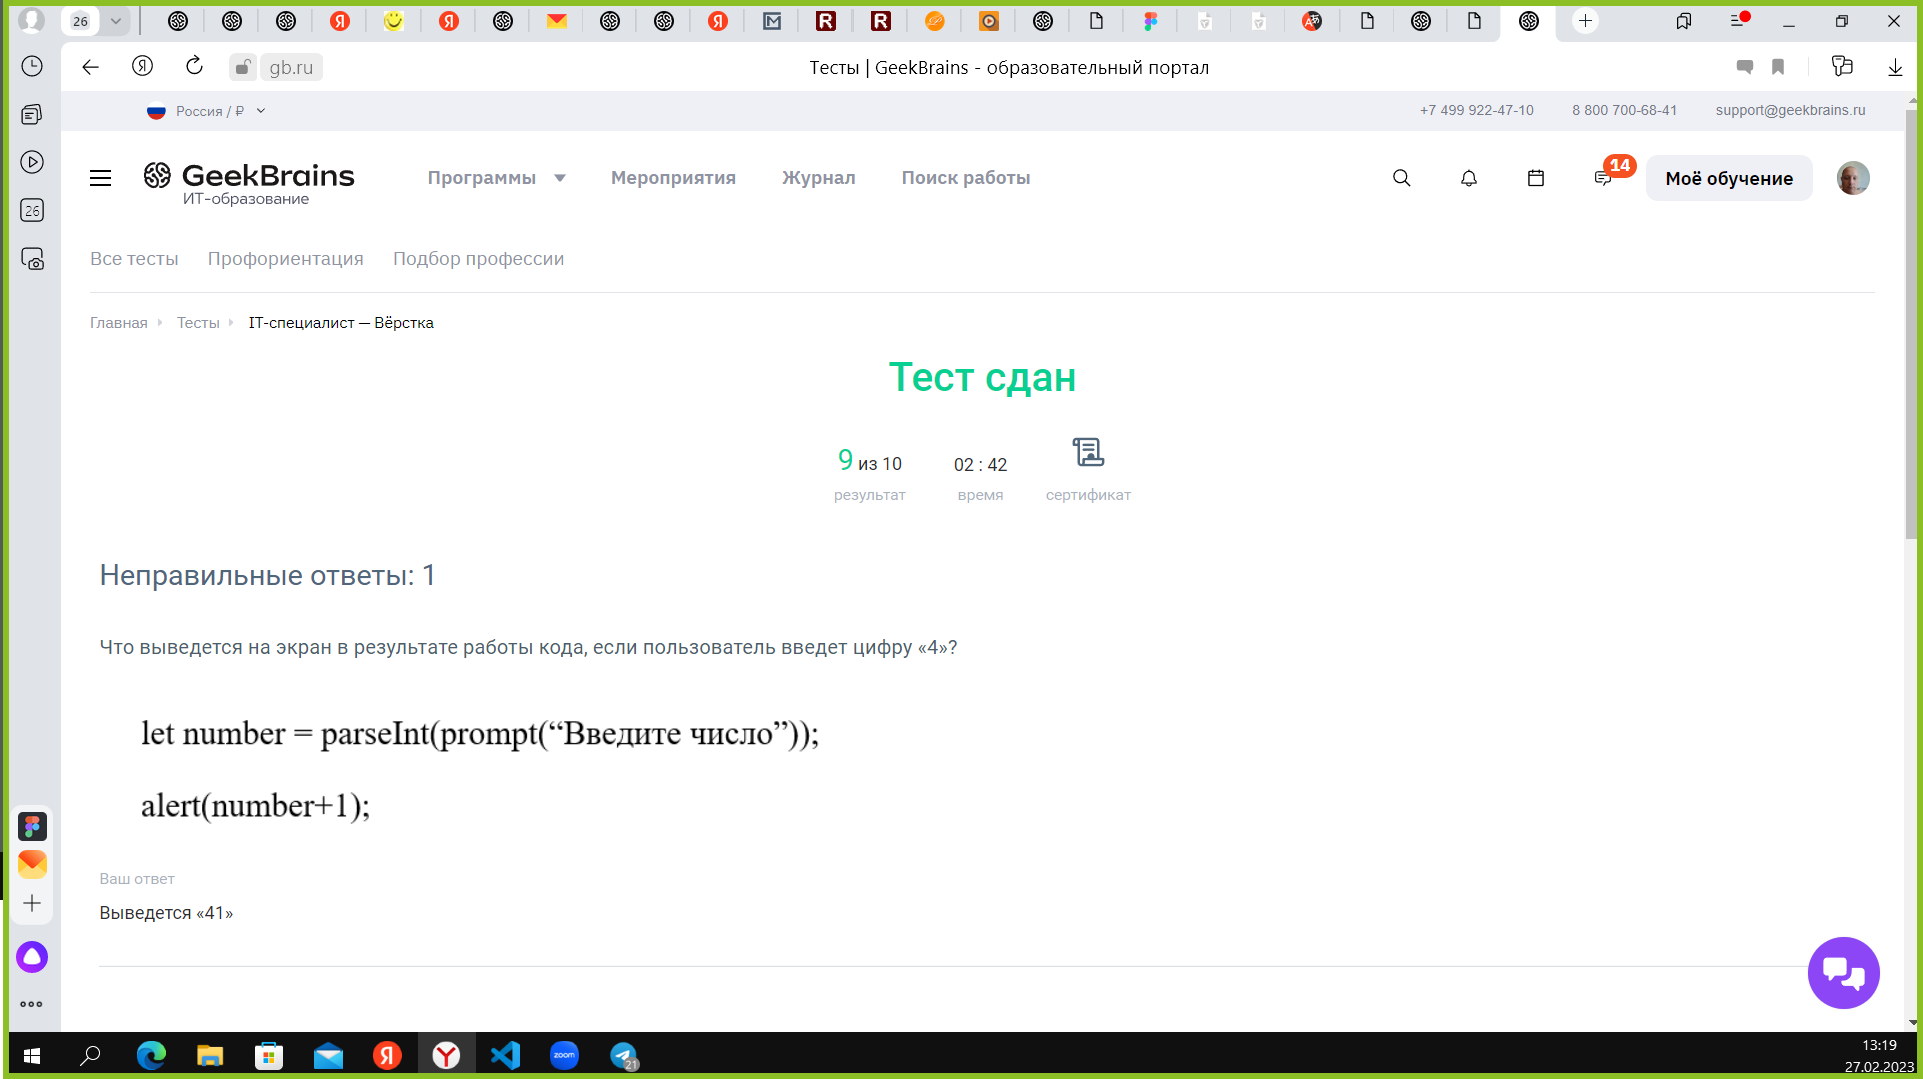 26
gb.ru
Тесты | GeekBrains - образовательный портал
Россия / ₽
+7 499 922-47-10
8 800 700-68-41
support@geekbrains.ru
GeekBrains
ИТ-образование
Программы
Мероприятия
Журнал
Поиск работы
14
Моё обучение
26
Все тесты
Профориентация
Подбор профессии
Главная
Тесты
IT-специалист — Вёрстка
Тест сдан
9 из 10
результат
02 : 42
время
сертификат
Неправильные ответы: 1
Что выведется на экран в результате работы кода, если пользователь введет цифру «4»?
let number = parseInt(prompt(“Введите число”));
alert(number+1);
Ваш ответ
Выведется «41»
zoom
21
13:19
27.02.2023